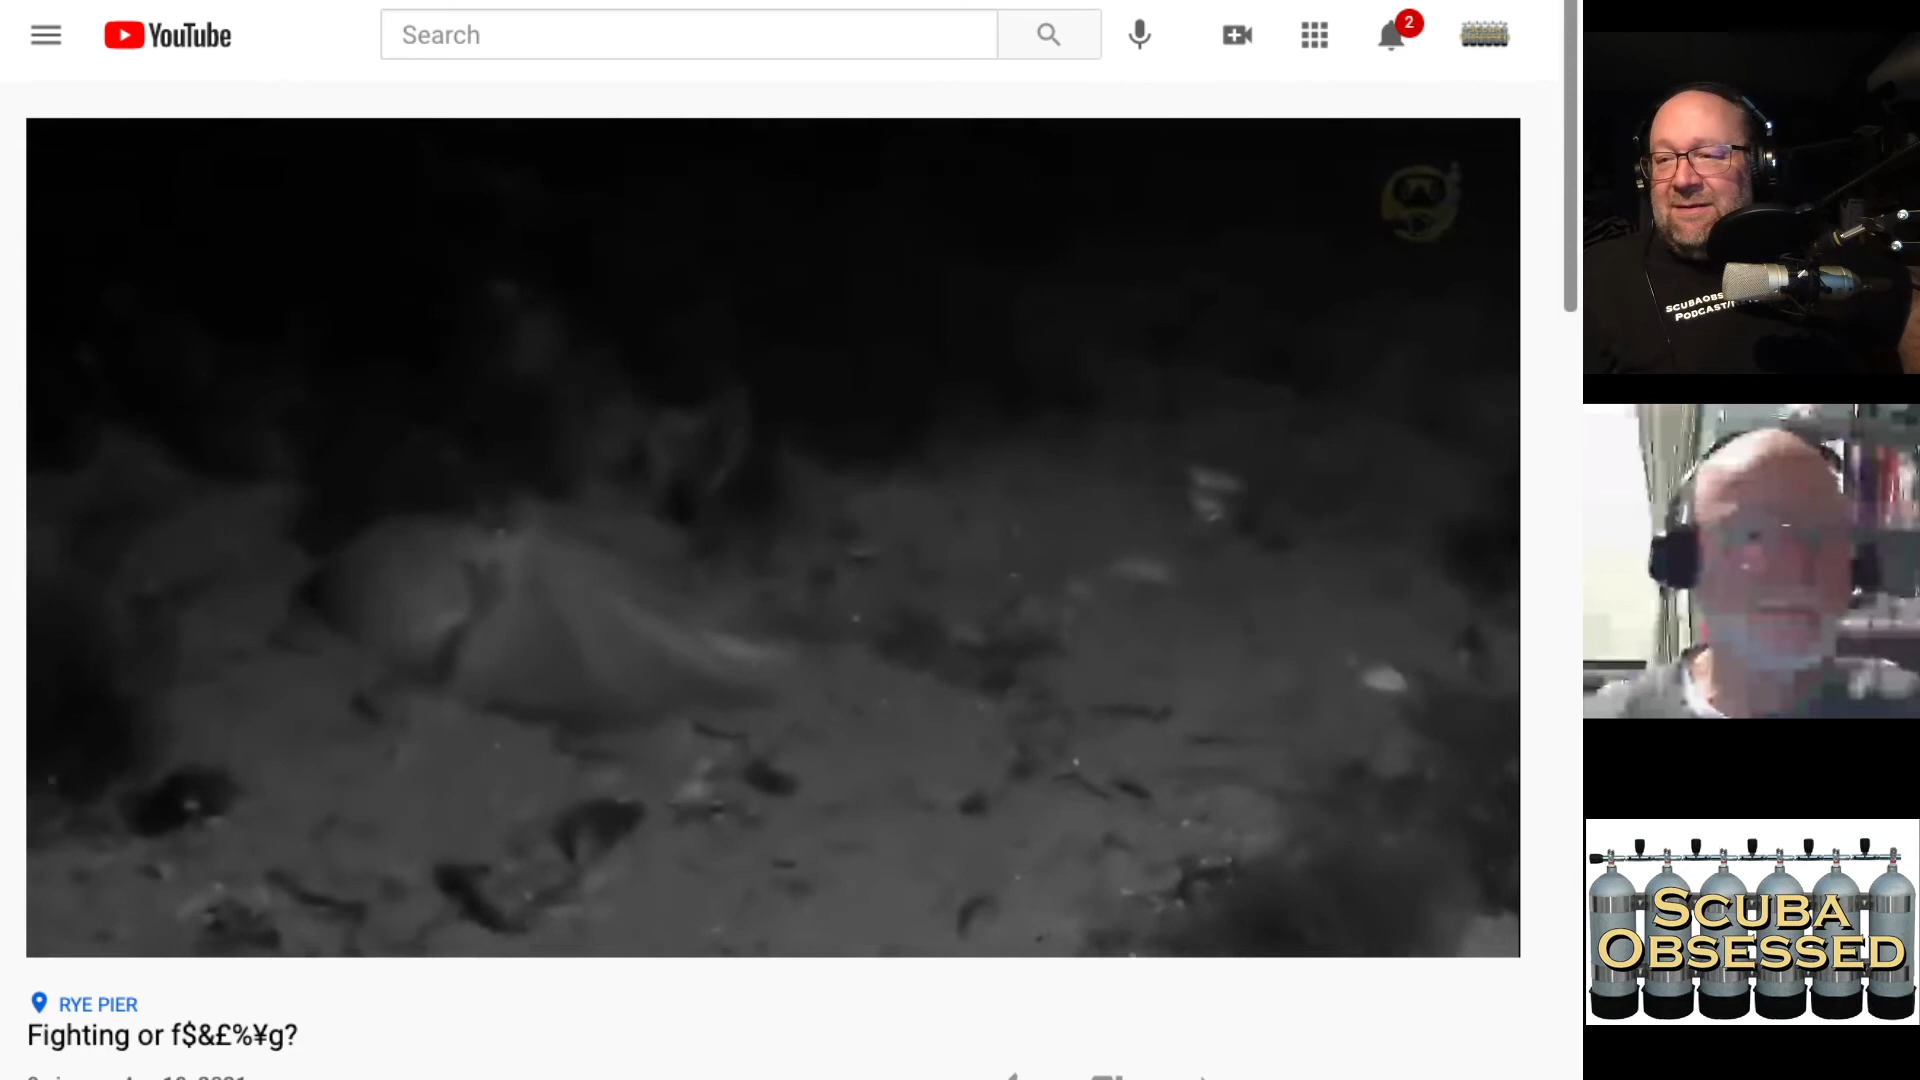 YouTube
Search
2
SCUBAOBS
PODCAST/
RYE PIER
Fighting or f$&£%¥g?
SCUBA
OBSESSED